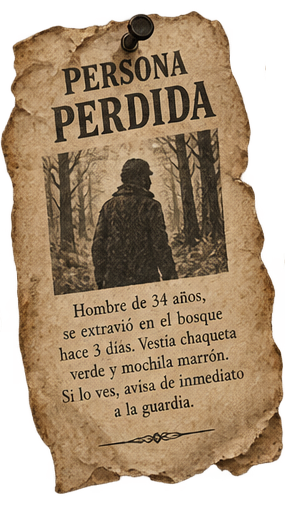 PERSONA
PERDIDA
Hombre de 34 años,
se extravió en el bosque
hace 3 días. Vestía chaqueta
verde y mochila marrón.
Si lo ves, avisa de inmediato
a la guardia.